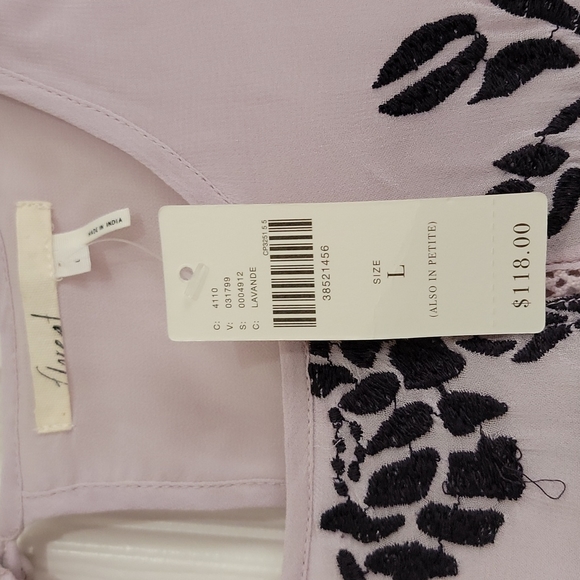 C: 4110
V: 031799
S: 0004912
C: LAVANDE
CP3251 5 5
38521456
SIZE
L
(ALSO IN PETITE)
$118.00
MADE IN INDIA
L
floreat